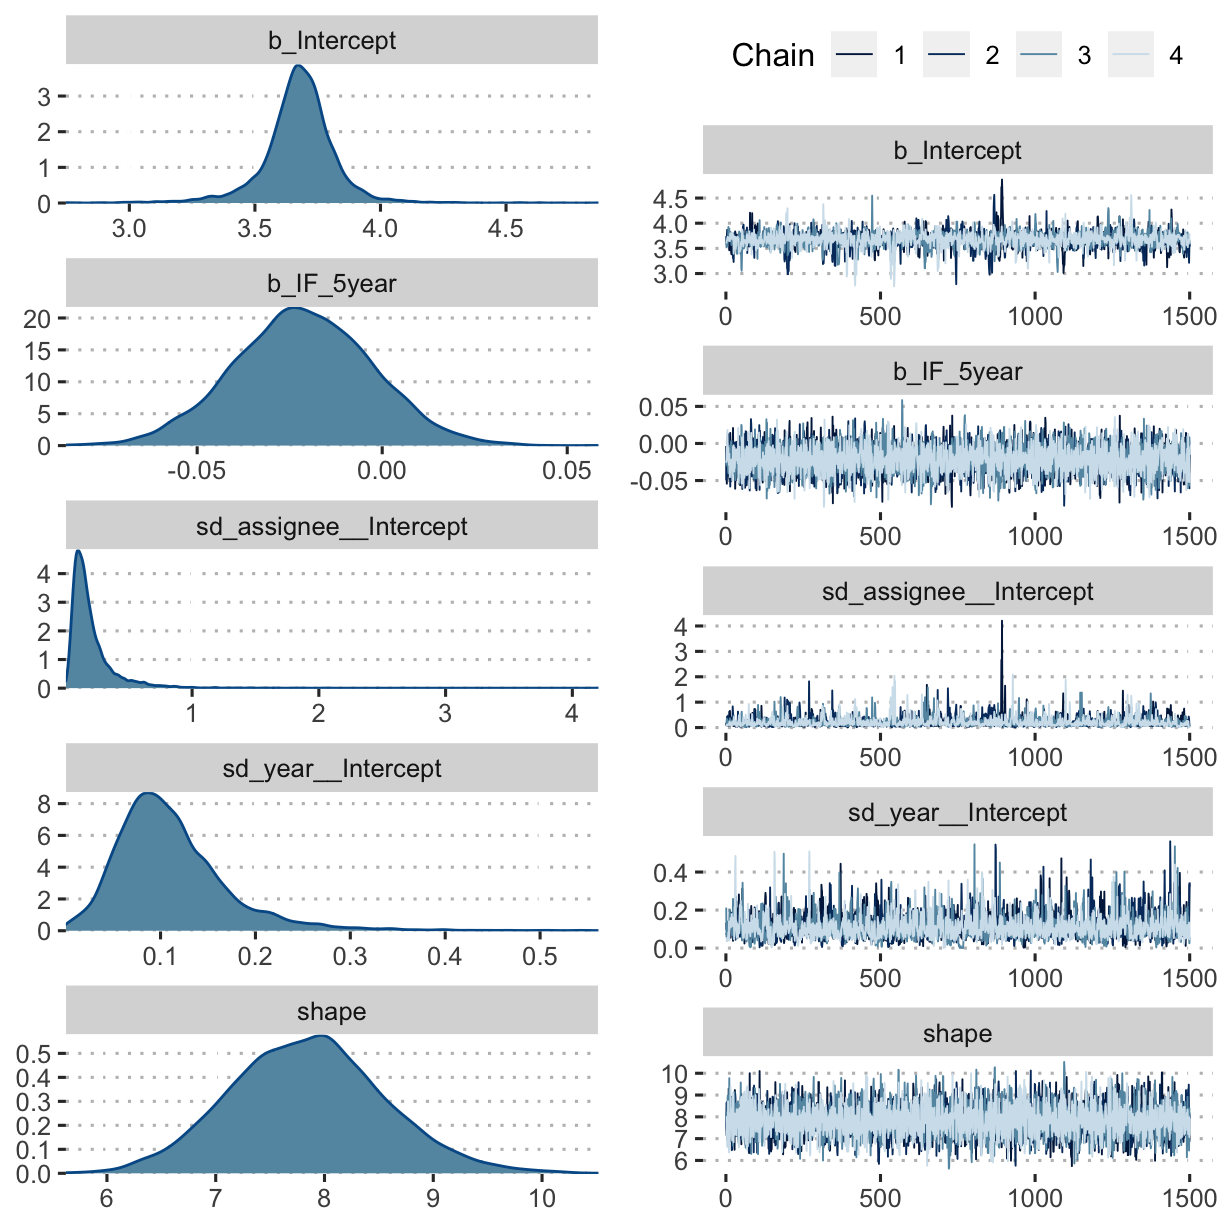 b_Intercept
3
2
1
0
3.0 3.5 4.0 4.5
b_IF_5year
20
15
10
5
0
-0.05 0.00 0.05
sd_assignee__Intercept
4
3
2
1
0
1 2 3 4
sd_year__Intercept
8
6
4
2
0
0.1 0.2 0.3 0.4 0.5
shape
0.5
0.4
0.3
0.2
0.1
0.0
6 7 8 9 10
Chain 1 2 3 4
b_Intercept
4.5
4.0
3.5
3.0
0 500 1000 1500
b_IF_5year
0.05
0.00
-0.05
0 500 1000 1500
sd_assignee__Intercept
4
3
2
1
0
0 500 1000 1500
sd_year__Intercept
0.4
0.2
0.0
0 500 1000 1500
shape
10
9
8
7
6
0 500 1000 1500